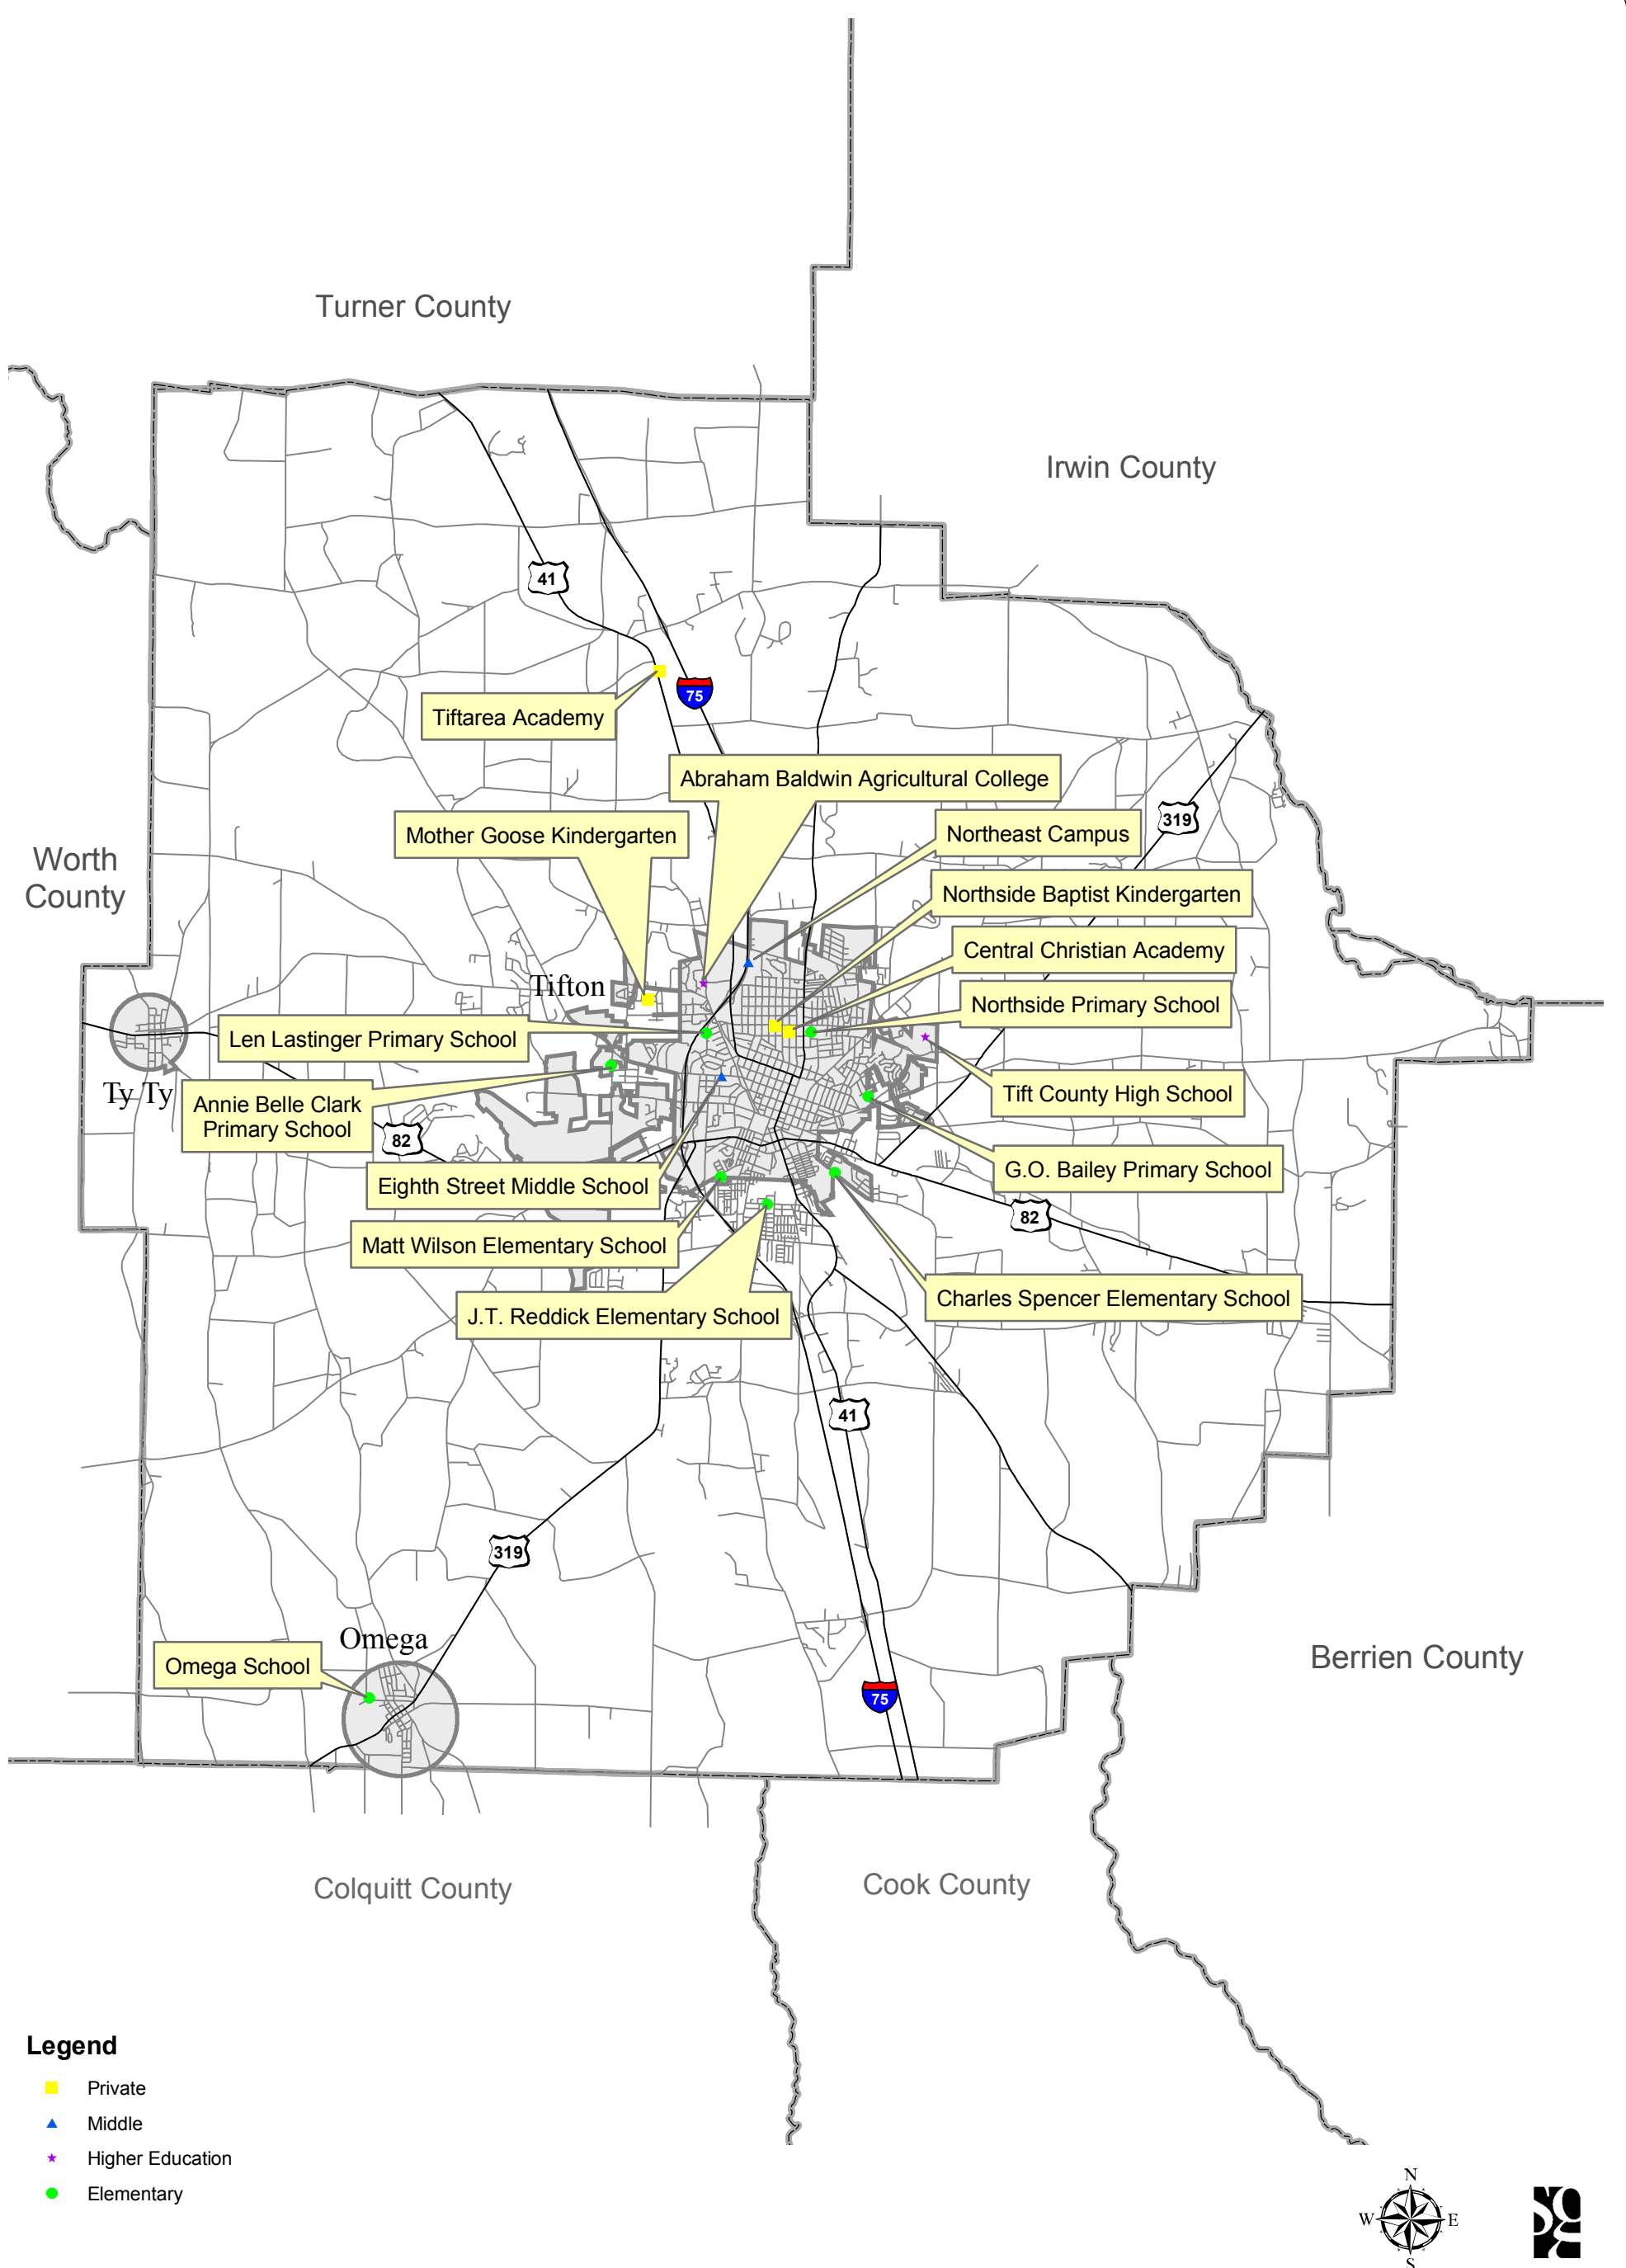 Turner County
Irwin County
41
75
Tiftarea Academy
Abraham Baldwin Agricultural College
319
Mother Goose Kindergarten
Northeast Campus
Worth
County
Northside Baptist Kindergarten
Central Christian Academy
Tifton
Northside Primary School
Len Lastinger Primary School
Ty Ty
Tift County High School
Annie Belle Clark
Primary School
82
G.O. Bailey Primary School
Eighth Street Middle School
82
Matt Wilson Elementary School
Charles Spencer Elementary School
J.T. Reddick Elementary School
41
319
Omega
Omega School
Berrien County
75
Colquitt County
Cook County
Legend
Private
Middle
Higher Education
Elementary
N
W
E
S